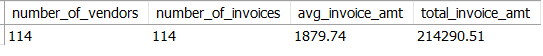 number_of_vendors number_of_invoices avg_invoice_amt total_invoice_amt
114 114 1879.74 214290.51